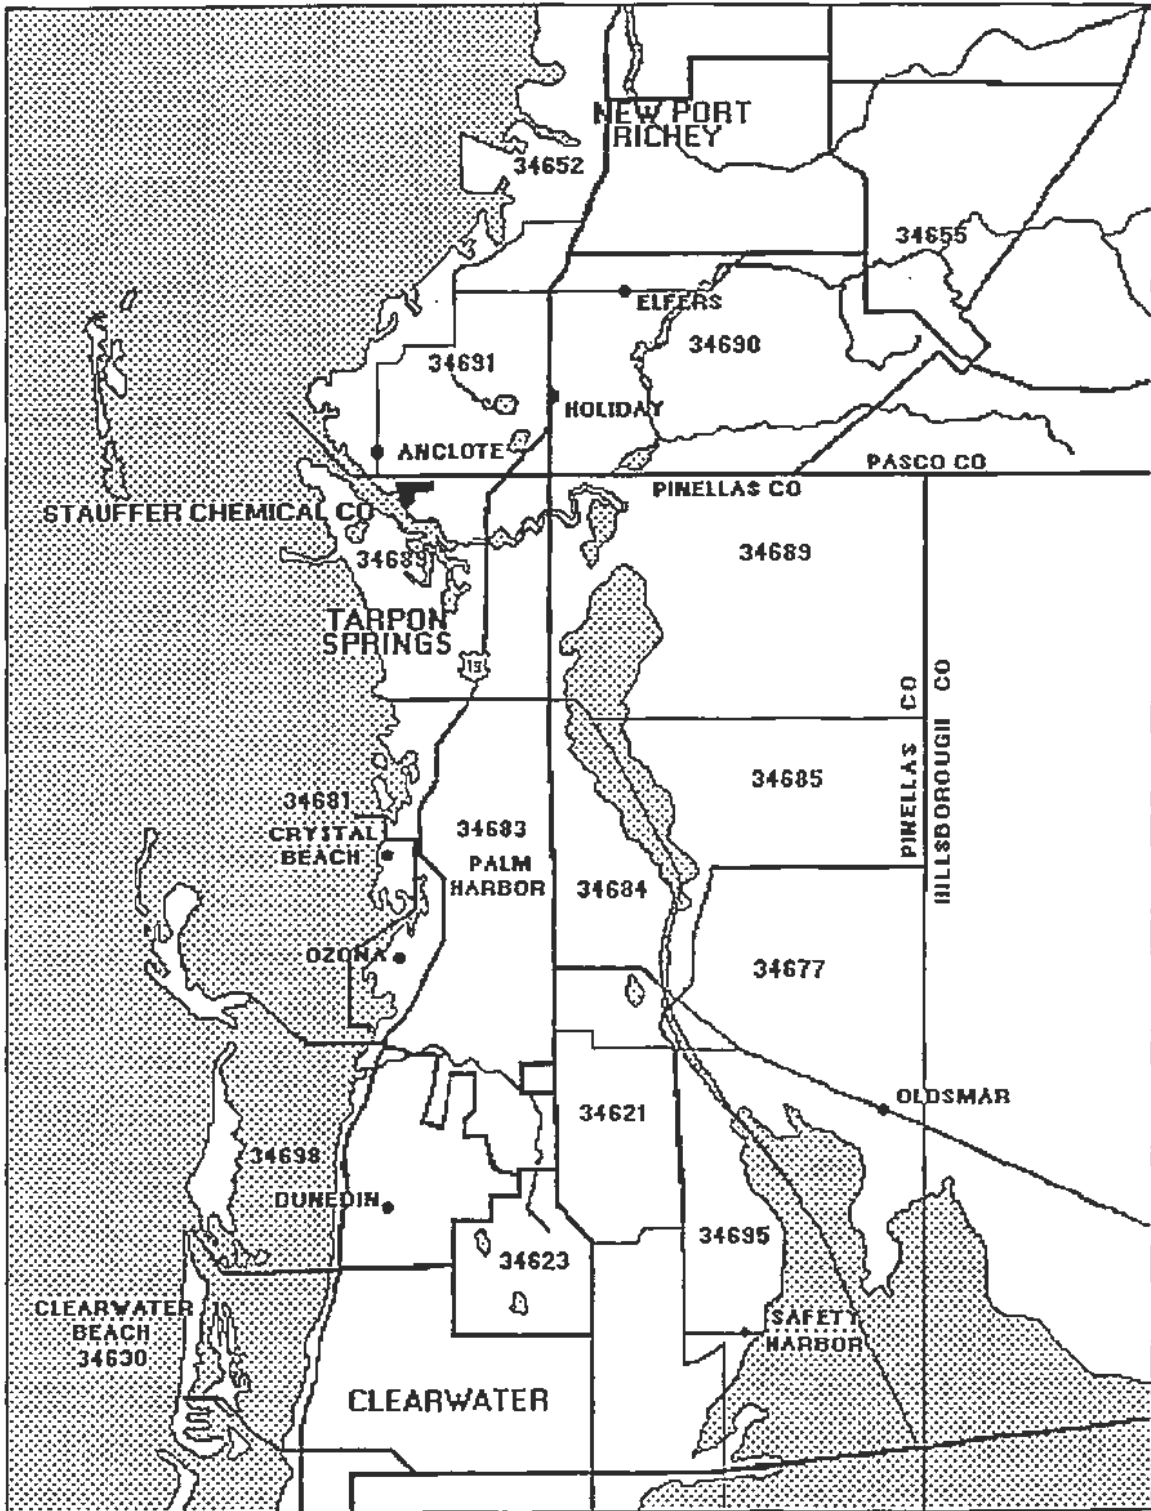 NEW PORT
RICHEY
34652
34655
ELFERS
34690
34691
HOLIDAY
ANCLOTE
PASCO CO
PINELLAS CO
STAUFFER CHEMICAL CO
34689
34689
TARPON
SPRINGS
19
PINELLAS CO
HILLSBOROUGH CO
34685
34681
CRYSTAL
BEACH
34683
PALM
HARBOR
34684
OZONA
34677
OLDSMAR
34621
34698
DUNEDIN
34695
34623
CLEARWATER
BEACH
34630
SAFETY
HARBOR
CLEARWATER